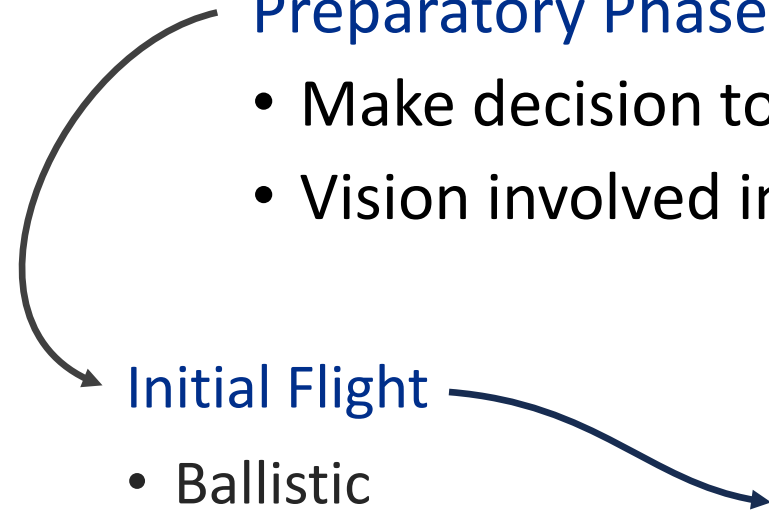 Preparatory Phase
• Make decision to
• Vision involved in
Initial Flight
• Ballistic